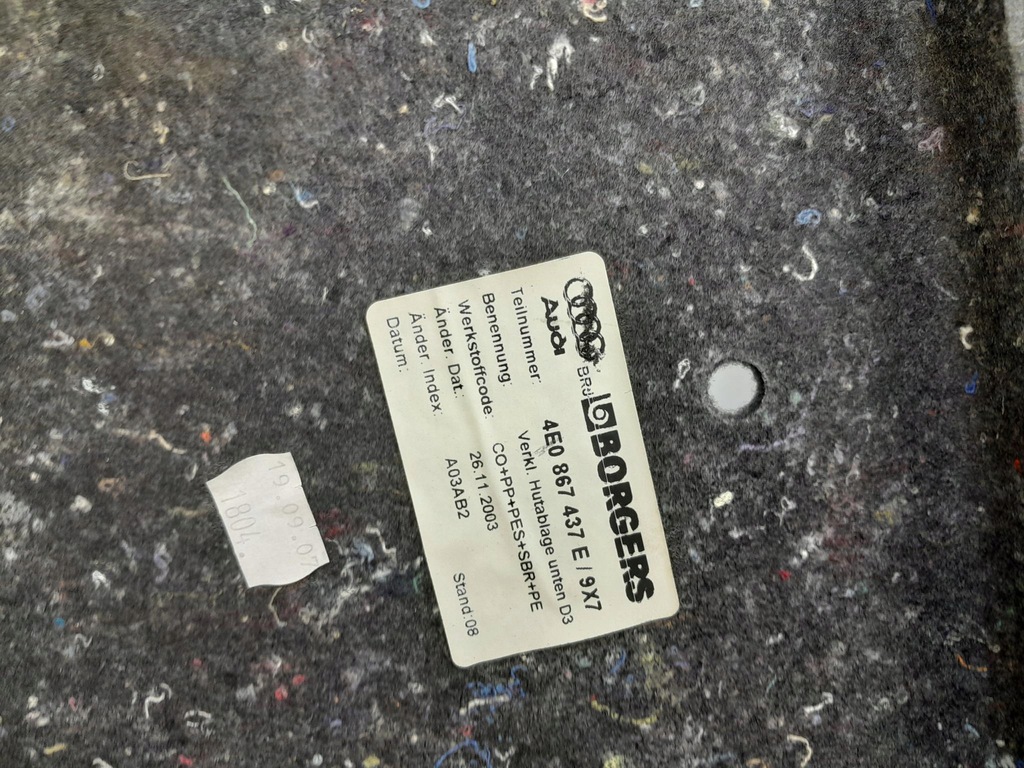 Audi BRÜ BORGERS
Teilnummer: 4E0 867 437 E / 9X7
Benennung: Verkl. Hutablage unten D3
Werkstoffcode: CO+PP+PES+SBR+PE
Änder. Dat.: 26.11.2003
Änder. Index: A03AB2 Stand:08
Datum:
19.09.07
1804.